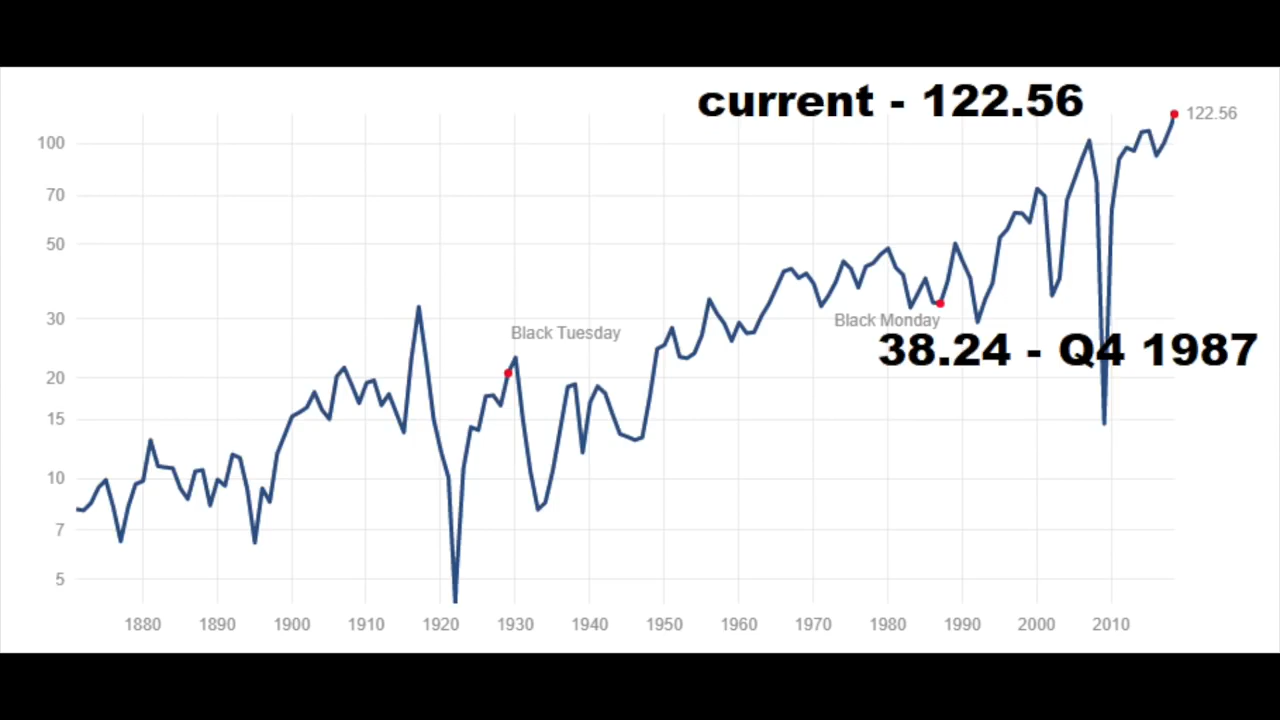 current - 122.56
122.56
100
70
50
30
Black Tuesday
Black Monday
38.24 - Q4 1987
20
15
10
7
5
1880 1890 1900 1910 1920 1930 1940 1950 1960 1970 1980 1990 2000 2010